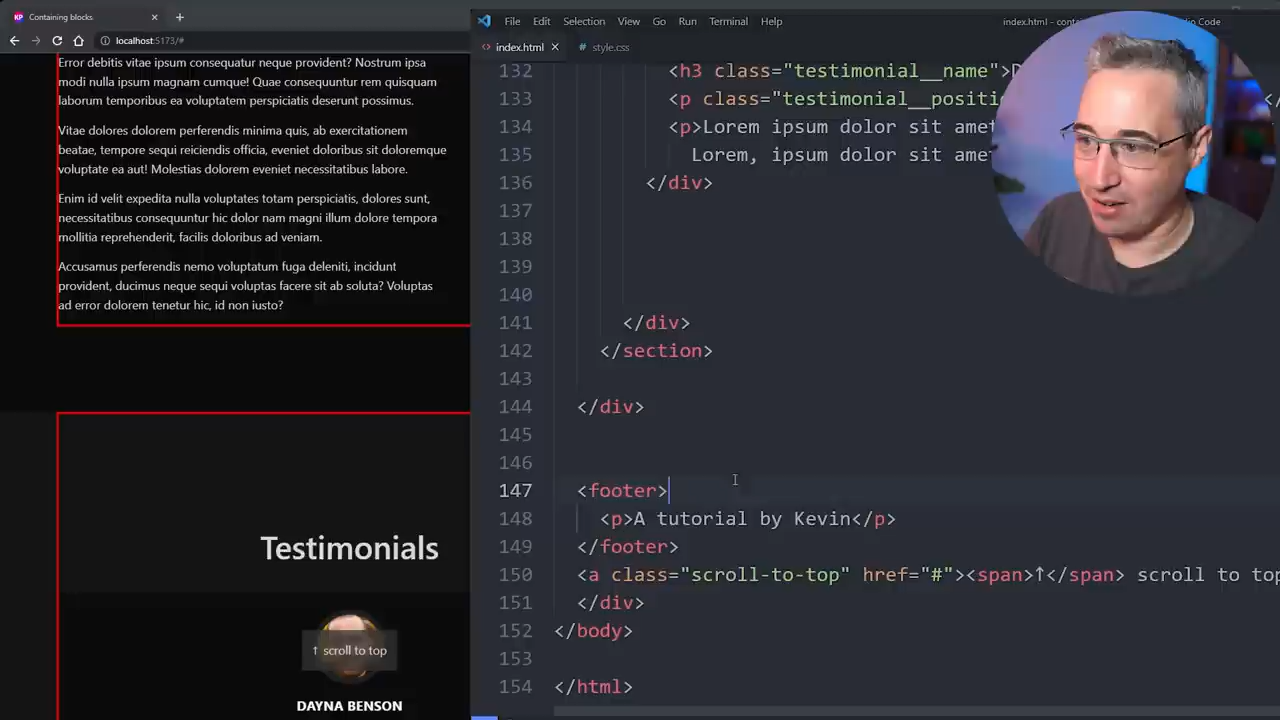 KP Containing blocks
localhost:5173/#
Error debitis vitae ipsum consequatur neque provident? Nostrum ipsa
modi nulla ipsum magnam cumque! Quae consequuntur rem quisquam
laborum temporibus ea voluptatem perspiciatis deserunt possimus.
Vitae dolores dolorem perferendis minima quis, ab exercitationem
beatae, tempore sequi reiciendis officia, eveniet doloribus sit doloremque
voluptate ea aut! Molestias dolorem eveniet necessitatibus labore.
Enim id velit expedita nulla voluptates totam perspiciatis, dolores sunt,
necessitatibus consequuntur hic dolor nam magni illum dolore tempora
mollitia reprehenderit, facilis doloribus ad veniam.
Accusamus perferendis nemo voluptatum fuga deleniti, incidunt
provident, ducimus neque sequi voluptas facere sit ab soluta? Voluptas
ad error dolorem tenetur hic, id non iusto?
Testimonials
↑ scroll to top
DAYNA BENSON
File Edit Selection View Go Run Terminal Help
index.html -
Code
index.html
# style.css
132 <h3 class="testimonial__name">
133 <p class="testimonial__positi
134 <p>Lorem ipsum dolor sit amet
135 Lorem, ipsum dolor sit amet
136 </div>
137
138
139
140
141 </div>
142 </section>
143
144 </div>
145
146
147 <footer>
148 <p>A tutorial by Kevin</p>
149 </footer>
150 <a class="scroll-to-top" href="#"><span>↑</span> scroll to top
151 </div>
152 </body>
153
154 </html>